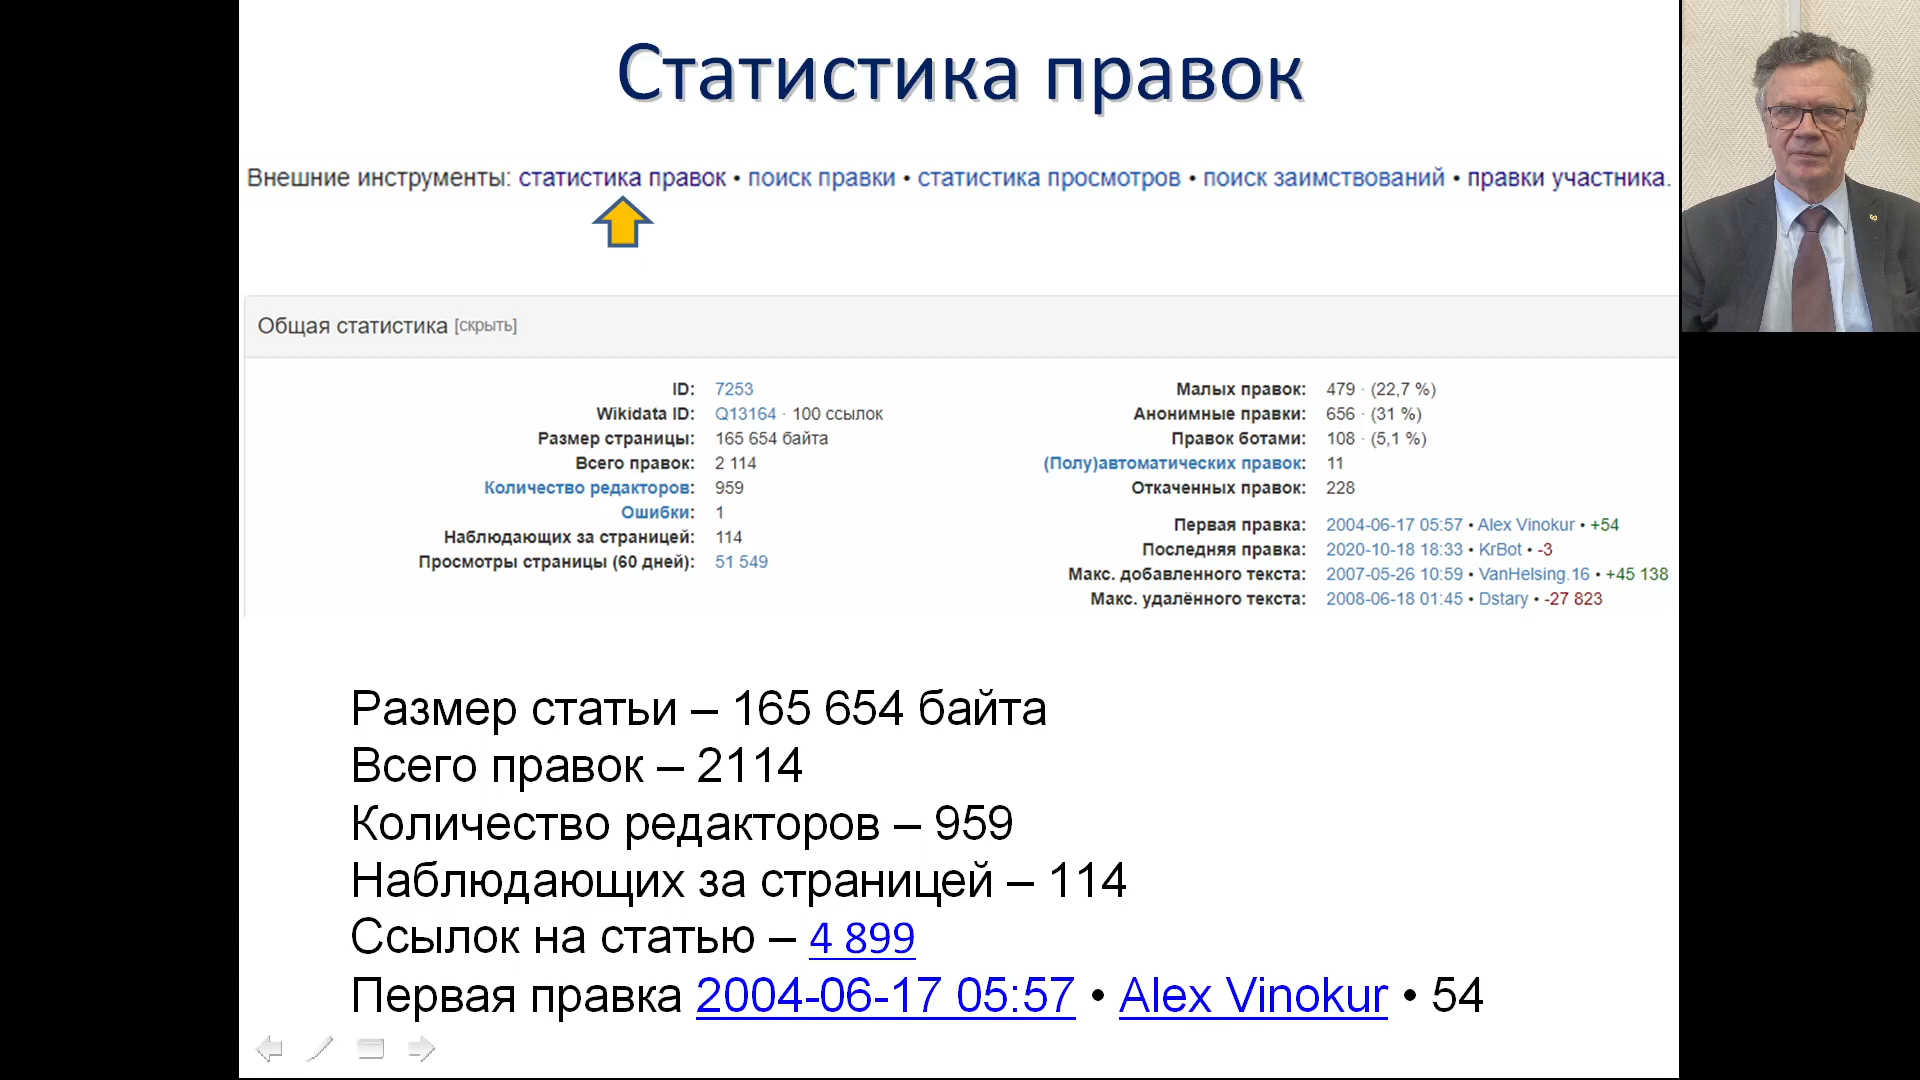 Статистика правок
Внешние инструменты: статистика правок • поиск правки • статистика просмотров • поиск заимствований • правки участника.
Общая статистика [скрыть]
ID: 7253
Wikidata ID: Q13164 · 100 ссылок
Размер страницы: 165 654 байта
Всего правок: 2 114
Количество редакторов: 959
Ошибки: 1
Наблюдающих за страницей: 114
Просмотры страницы (60 дней): 51 549
Малых правок: 479 · (22,7 %)
Анонимные правки: 656 · (31 %)
Правок ботами: 108 · (5,1 %)
(Полу)автоматических правок: 11
Откаченных правок: 228
Первая правка: 2004-06-17 05:57 • Alex Vinokur • +54
Последняя правка: 2020-10-18 18:33 • KrBot • -3
Макс. добавленного текста: 2007-05-26 10:59 • VanHelsing.16 • +45 138
Макс. удалённого текста: 2008-06-18 01:45 • Dstary • -27 823
Размер статьи – 165 654 байта
Всего правок – 2114
Количество редакторов – 959
Наблюдающих за страницей – 114
Ссылок на статью – 4 899
Первая правка 2004-06-17 05:57 • Alex Vinokur • 54